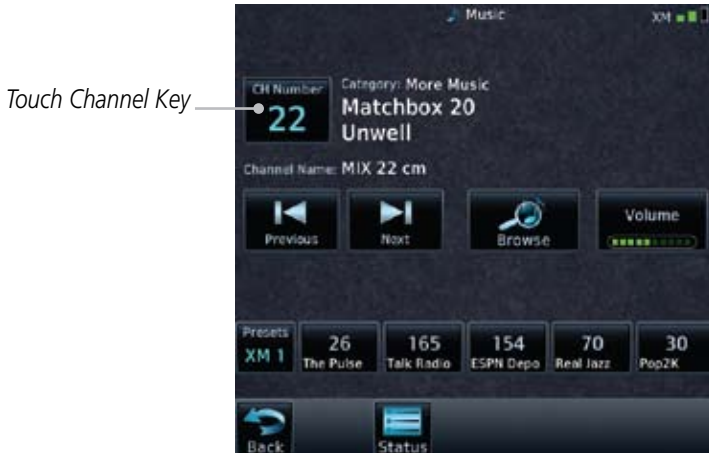 Music
XM
Touch Channel Key
CH Number
22
Category: More Music
Matchbox 20
Unwell
Channel Name: MIX 22 cm
Previous
Next
Browse
Volume
Presets
XM 1
26
The Pulse
165
Talk Radio
154
ESPN Depo
70
Real Jazz
30
Pop2K
Back
Status